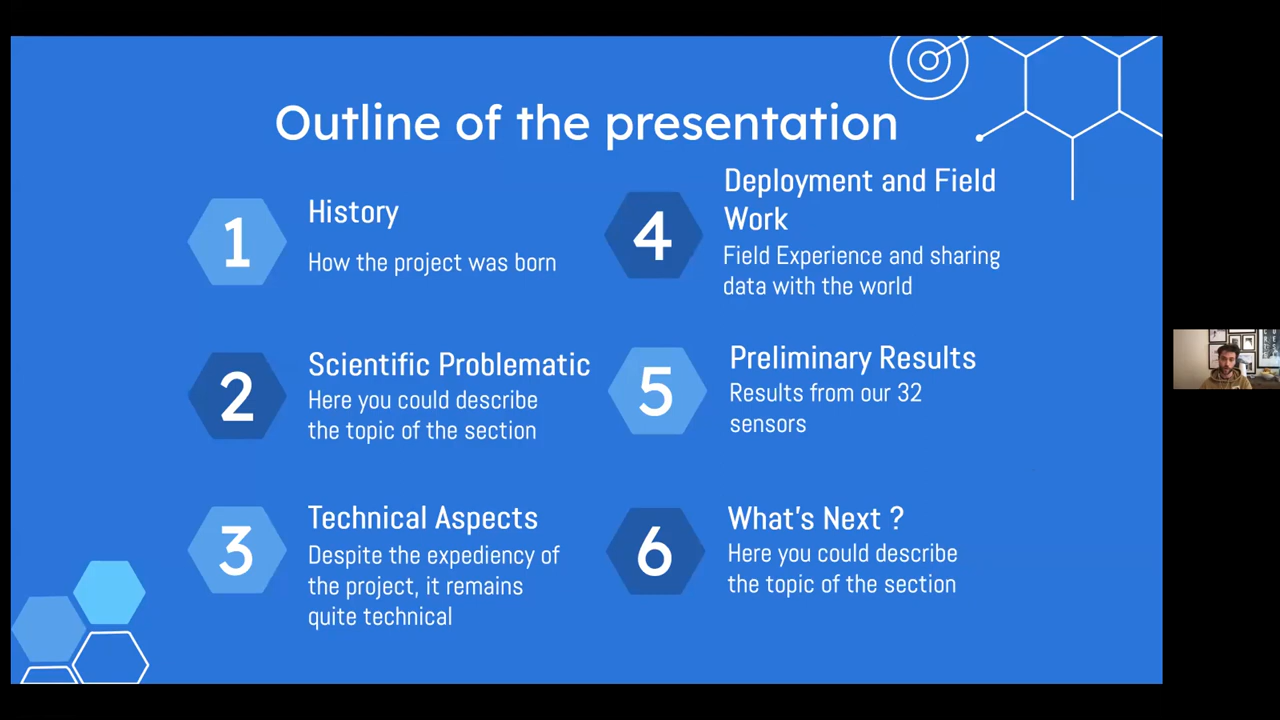 Outline of the presentation
1
History
How the project was born
2
Scientific Problematic
Here you could describe
the topic of the section
3
Technical Aspects
Despite the expediency of
the project, it remains
quite technical
4
Deployment and Field
Work
Field Experience and sharing
data with the world
5
Preliminary Results
Results from our 32
sensors
6
What's Next ?
Here you could describe
the topic of the section